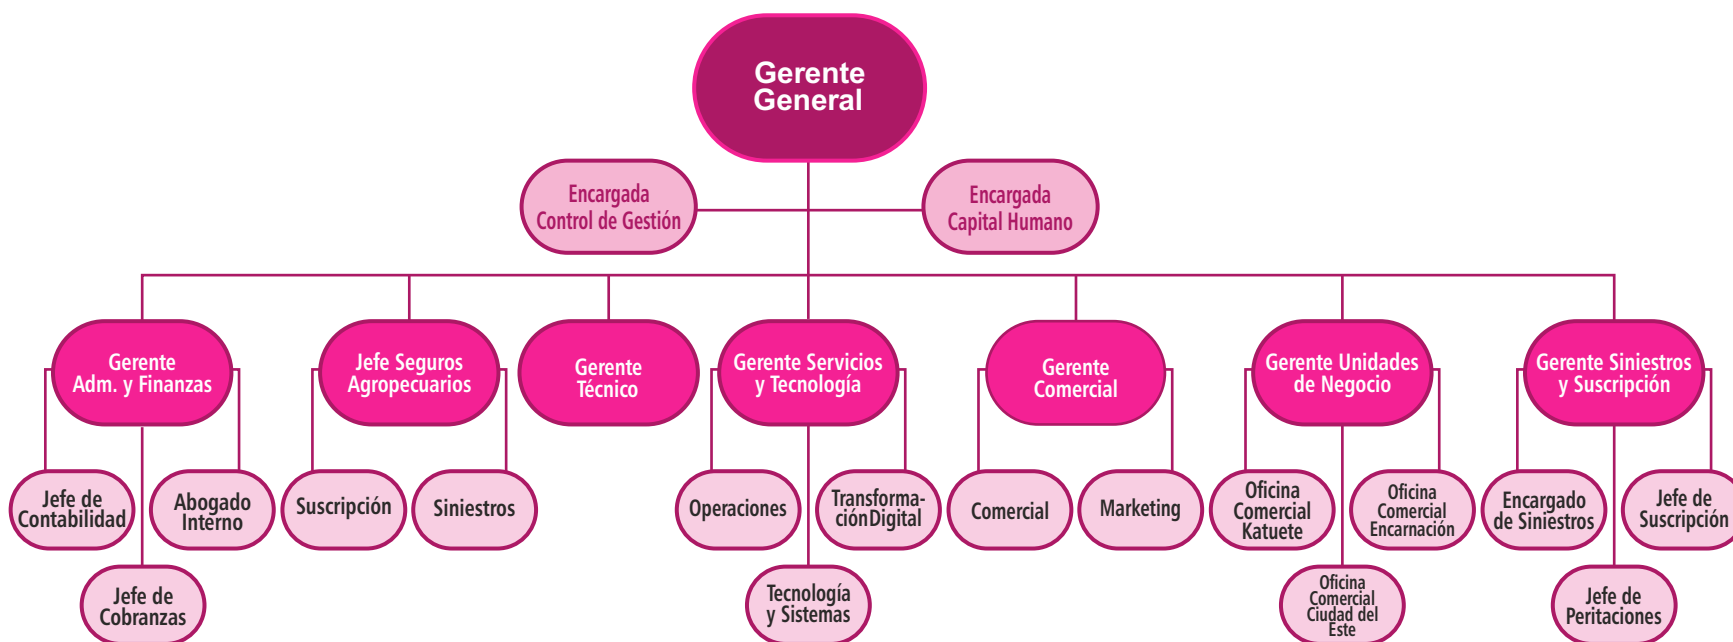 Gerente
General
Encargada
Control de Gestión
Encargada
Capital Humano
Gerente
Adm. y Finanzas
Jefe Seguros
Agropecuarios
Gerente
Técnico
Gerente Servicios
y Tecnología
Gerente
Comercial
Gerente Unidades
de Negocio
Gerente Siniestros
y Suscripción
Jefe de
Contabilidad
Abogado
Interno
Suscripción
Siniestros
Operaciones
Transforma-
ciónDigital
Comercial
Marketing
Oficina
Comercial
Katuete
Oficina
Comercial
Encarnación
Encargado
de Siniestros
Jefe de
Suscripción
Jefe de
Cobranzas
Tecnología
y Sistemas
Oficina
Comercial
Ciudad del
Este
Jefe de
Peritaciones